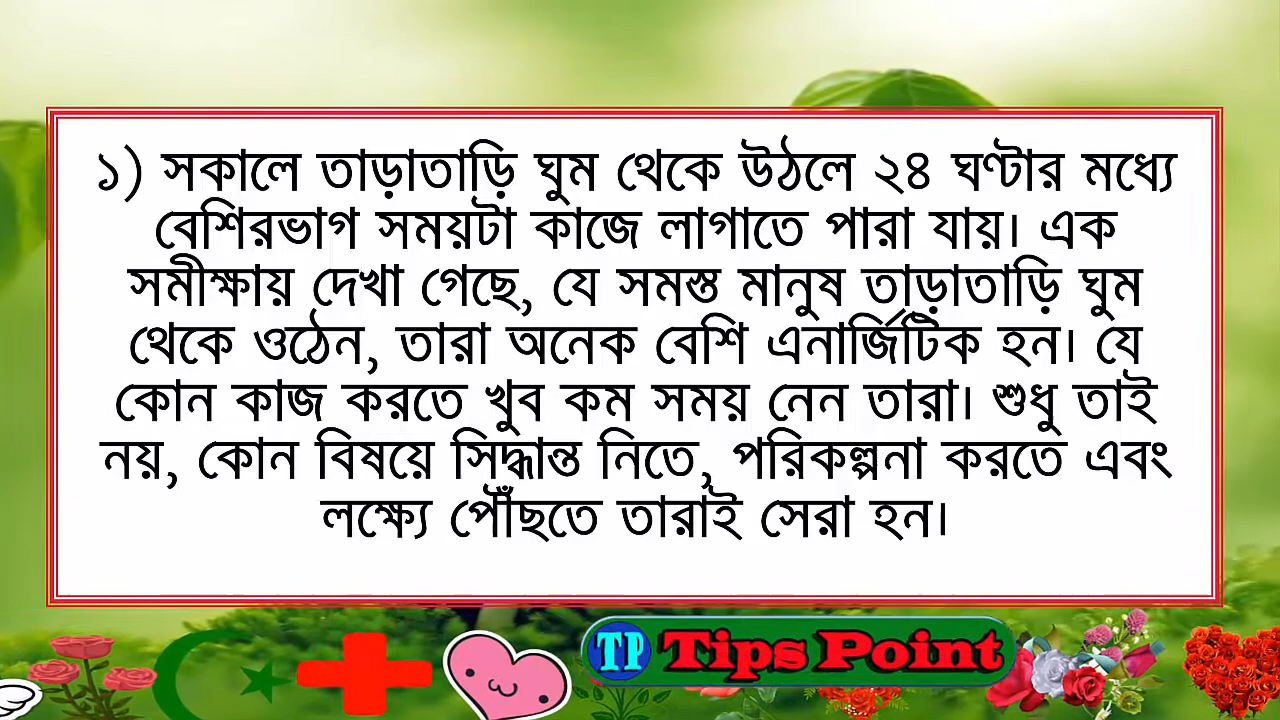 ১) সকালে তাড়াতাড়ি ঘুম থেকে উঠলে ২৪ ঘণ্টার মধ্যে
বেশিরভাগ সময়টা কাজে লাগাতে পারা যায়। এক
সমীক্ষায় দেখা গেছে, যে সমস্ত মানুষ তাড়াতাড়ি ঘুম
থেকে ওঠেন, তারা অনেক বেশি এনার্জিটিক হন। যে
কোন কাজ করতে খুব কম সময় নেন তারা। শুধু তাই
নয়, কোন বিষয়ে সিদ্ধান্ত নিতে, পরিকল্পনা করতে এবং
লক্ষ্যে পৌঁছতে তারাই সেরা হন।
TP Tips Point